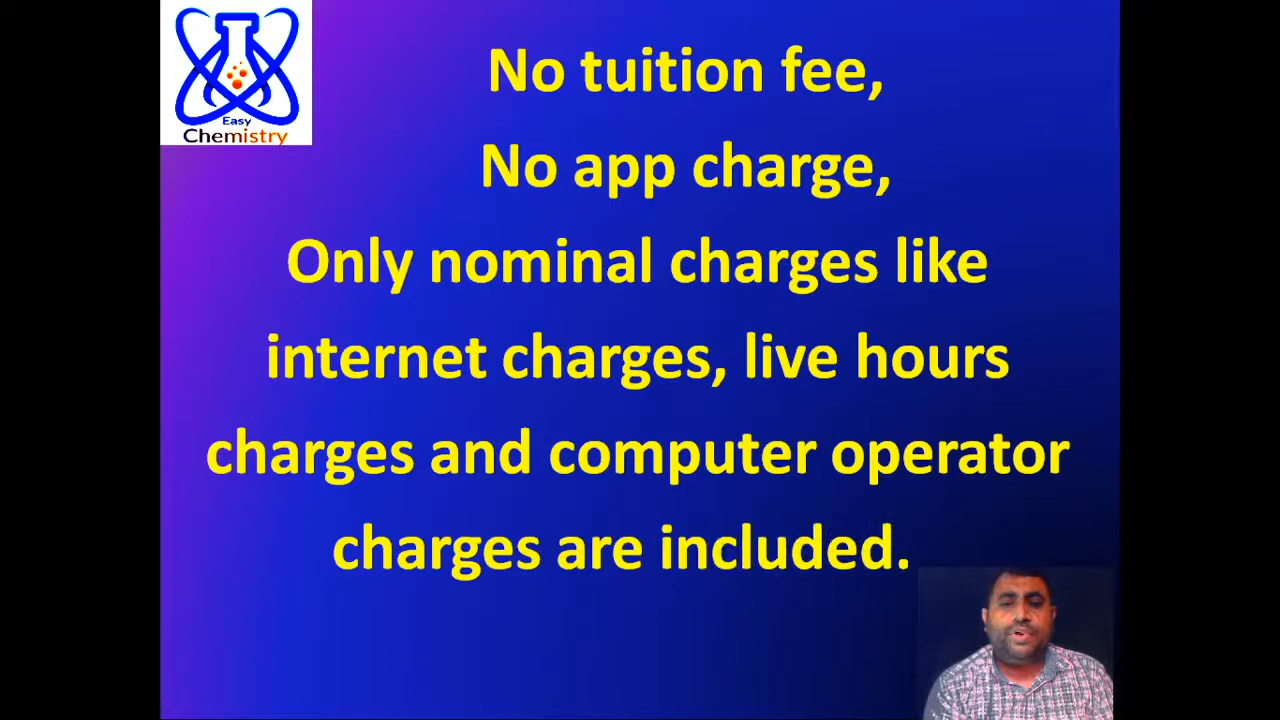 Easy
Chemistry
No tuition fee,
No app charge,
Only nominal charges like
internet charges, live hours
charges and computer operator
charges are included.